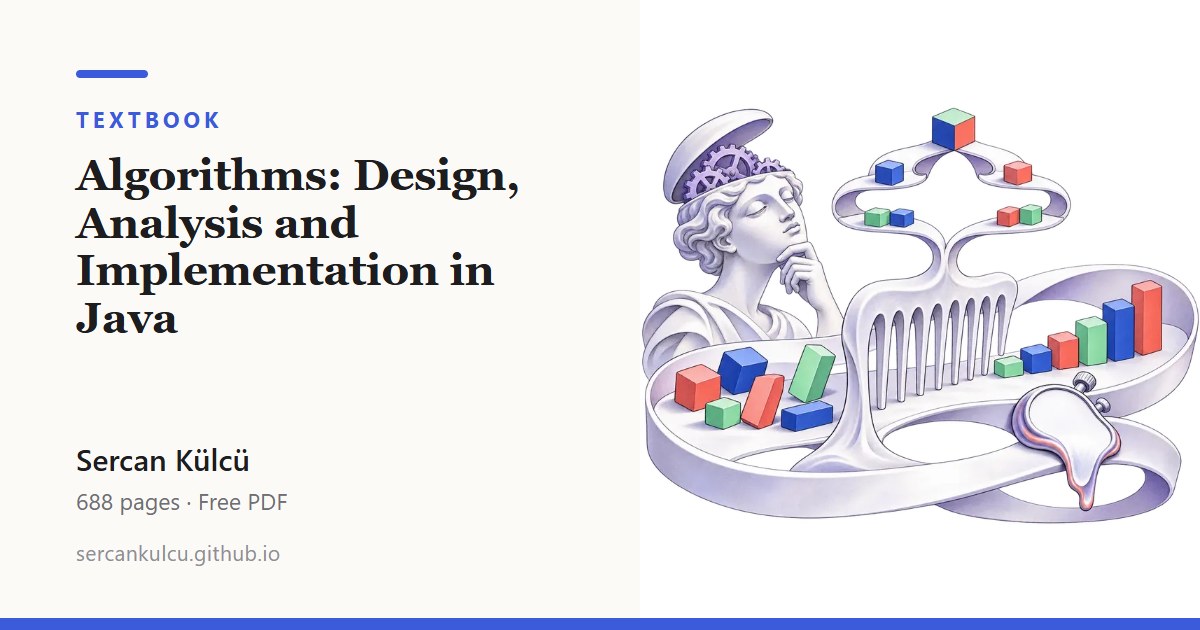 TEXTBOOK
Algorithms: Design,
Analysis and
Implementation in
Java
Sercan Külcü
688 pages · Free PDF
sercankulcu.github.io